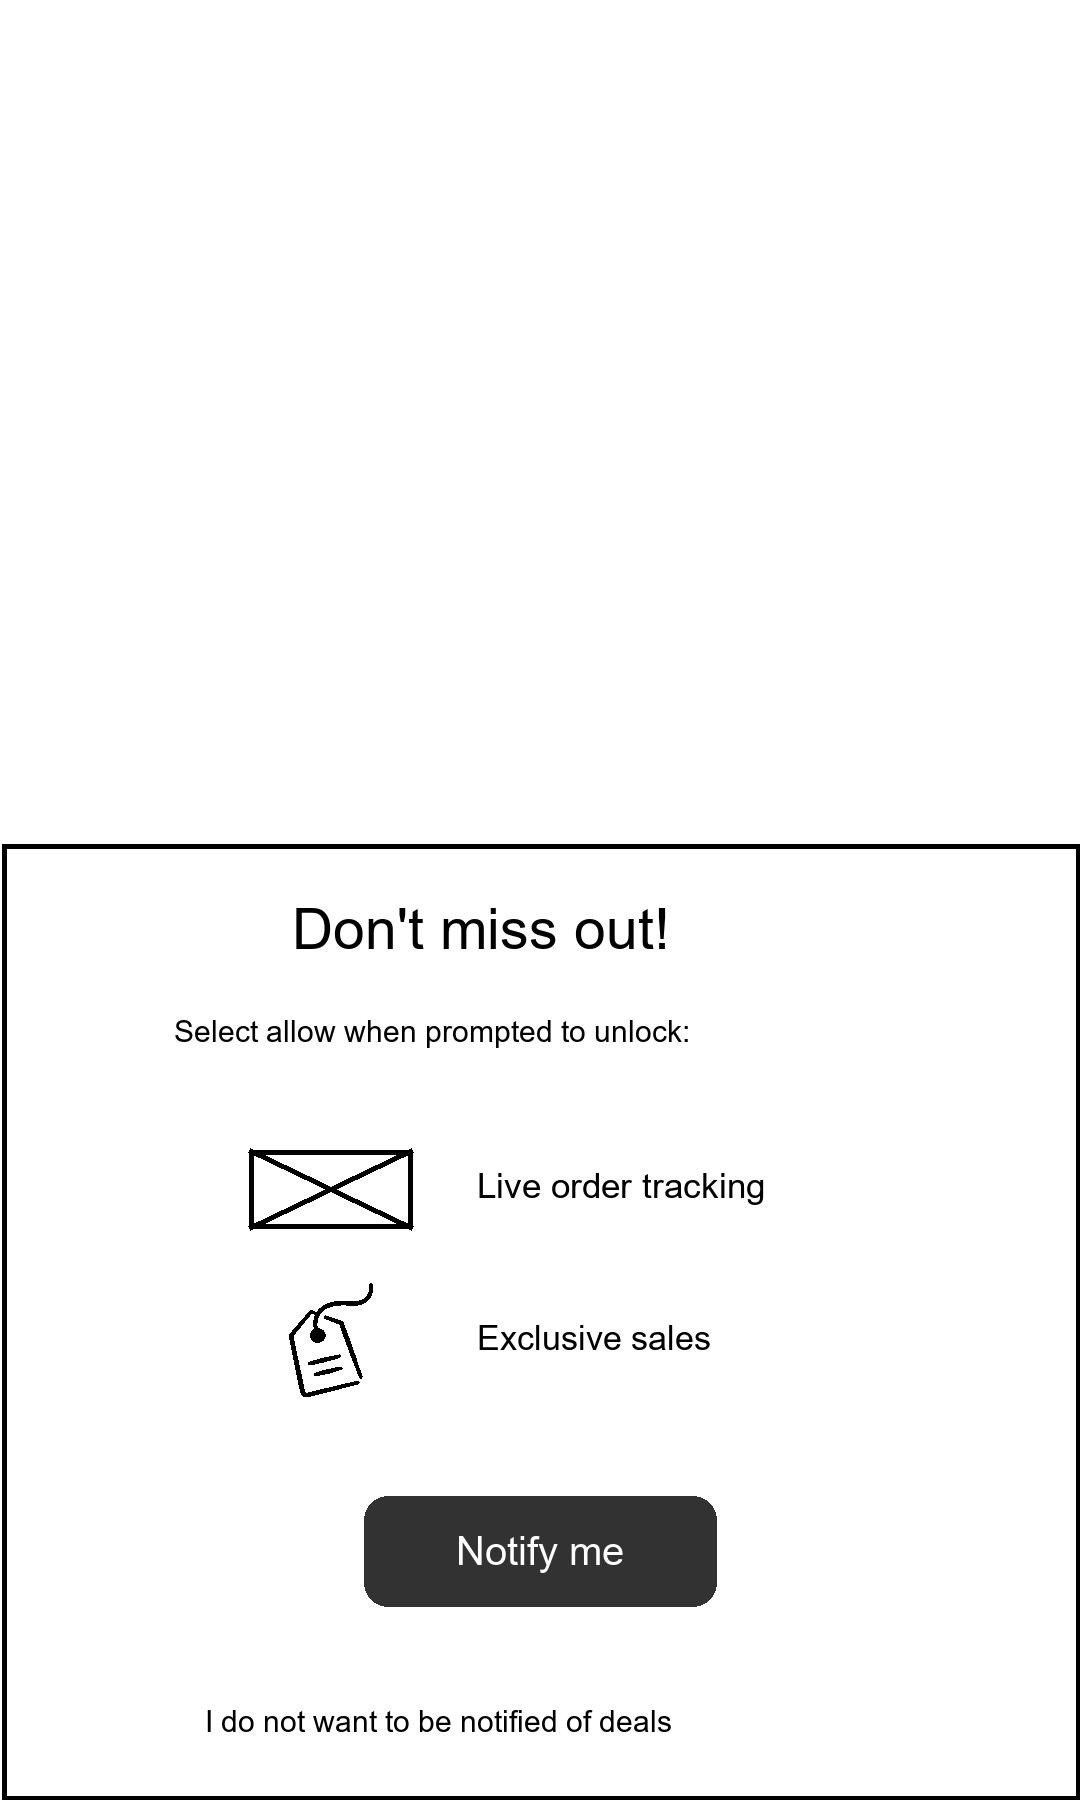 Don't miss out!
Select allow when prompted to unlock:
Live order tracking
Exclusive sales
Notify me
I do not want to be notified of deals